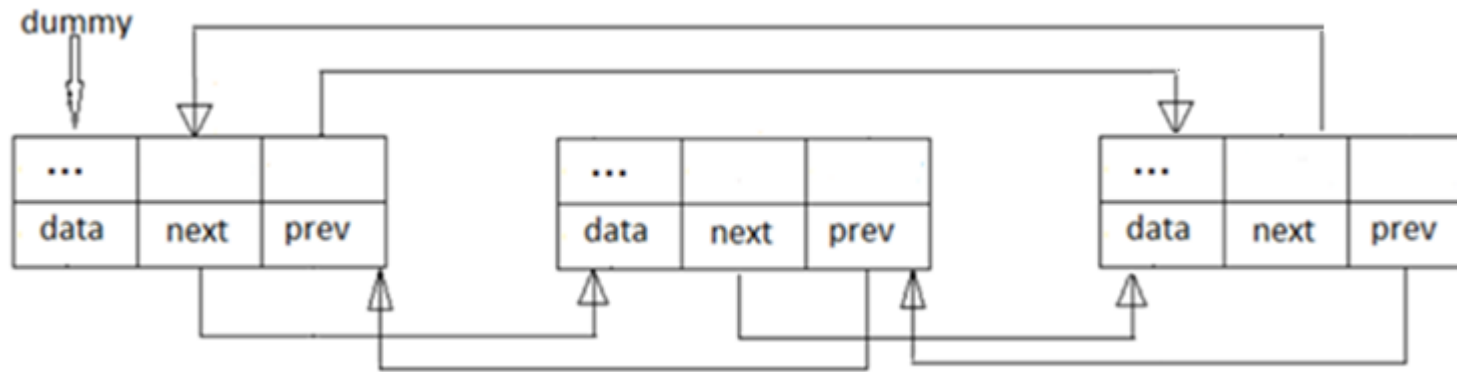 dummy
... ... ...
data next prev data next prev data next prev